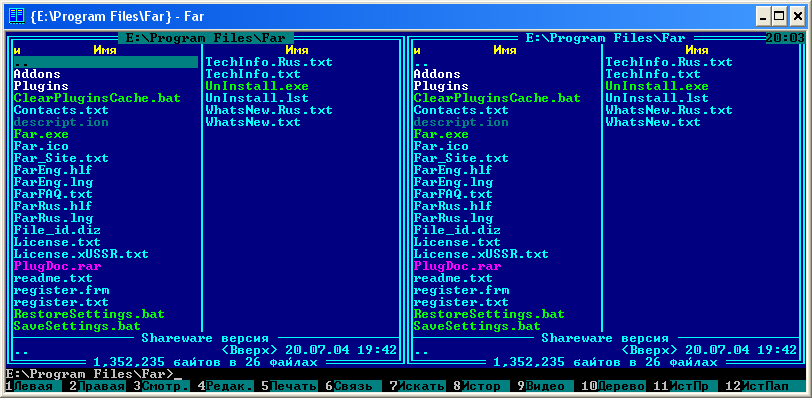 {E:\Program Files\Far} - Far
E:\Program Files\Far E:\Program Files\Far 20:03
и Имя Имя и Имя Имя
.. TechInfo.Rus.txt .. TechInfo.Rus.txt
Addons TechInfo.txt Addons TechInfo.txt
Plugins UnInstall.exe Plugins UnInstall.exe
ClearPluginsCache.bat UnInstall.lst ClearPluginsCache.bat UnInstall.lst
Contacts.txt WhatsNew.Rus.txt Contacts.txt WhatsNew.Rus.txt
descript.ion WhatsNew.txt descript.ion WhatsNew.txt
Far.exe Far.exe
Far.ico Far.ico
Far_Site.txt Far_Site.txt
FarEng.hlf FarEng.hlf
FarEng.lng FarEng.lng
FarFAQ.txt FarFAQ.txt
FarRus.hlf FarRus.hlf
FarRus.lng FarRus.lng
File_id.diz File_id.diz
License.txt License.txt
License.xUSSR.txt License.xUSSR.txt
PlugDoc.rar PlugDoc.rar
readme.txt readme.txt
register.frm register.frm
register.txt register.txt
RestoreSettings.bat RestoreSettings.bat
SaveSettings.bat SaveSettings.bat
Shareware версия Shareware версия
.. <Вверх> 20.07.04 19:42 .. <Вверх> 20.07.04 19:42
1,352,235 байтов в 26 файлах 1,352,235 байтов в 26 файлах
E:\Program Files\Far>_
1Левая 2Правая 3Смотр. 4Редак. 5Печать 6Связь 7Искать 8Истор 9Видео 10Дерево 11ИстПр 12ИстПап